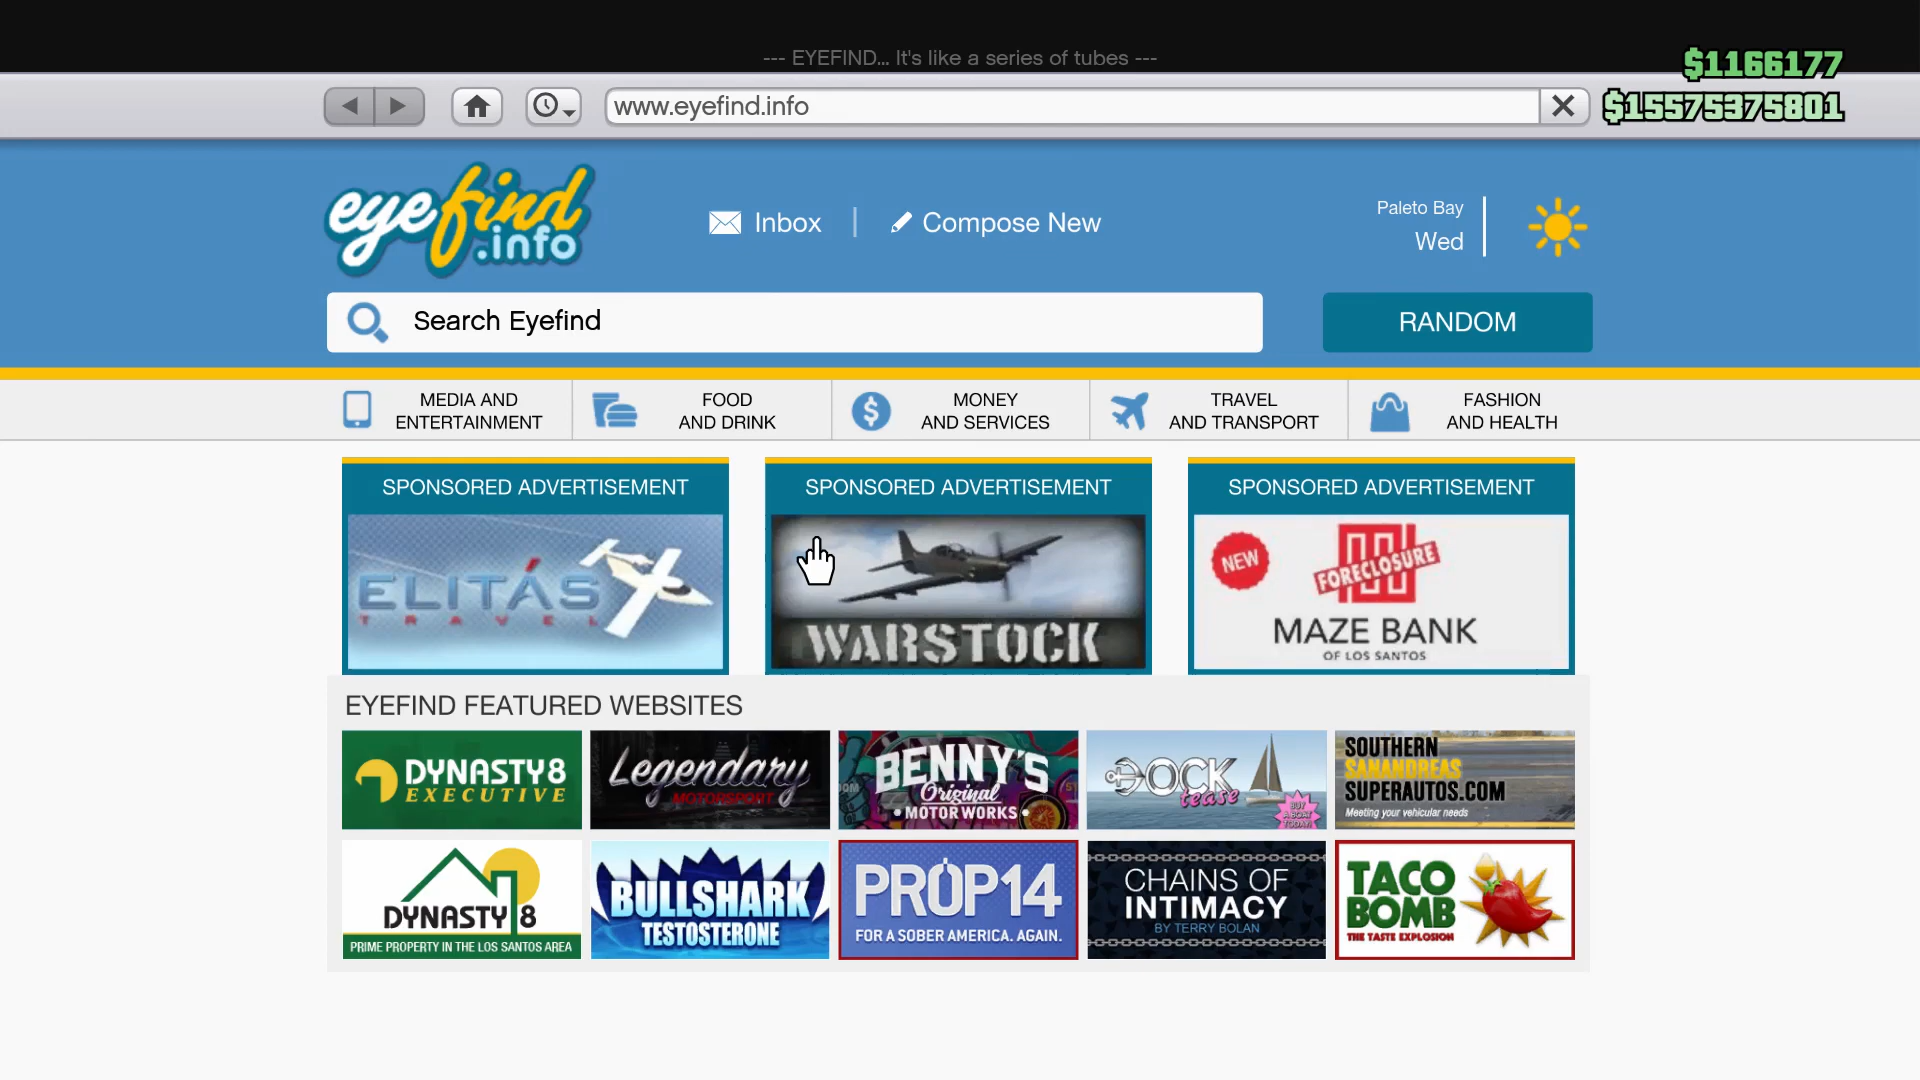 --- EYEFIND... It's like a series of tubes ---
$1166177
www.eyefind.info
$15575375801
eyefind
.info
Inbox
Compose New
Paleto Bay
Wed
Search Eyefind
RANDOM
MEDIA AND
ENTERTAINMENT
FOOD
AND DRINK
MONEY
AND SERVICES
TRAVEL
AND TRANSPORT
FASHION
AND HEALTH
SPONSORED ADVERTISEMENT
ELITÁS
TRAVEL
SPONSORED ADVERTISEMENT
WARSTOCK
SPONSORED ADVERTISEMENT
NEW
FORECLOSURE
MAZE BANK
OF LOS SANTOS
EYEFIND FEATURED WEBSITES
DYNASTY8
EXECUTIVE
Legendary
MOTORSPORT
BENNY'S
Original
• MOTOR WORKS •
DOCK
tease
BUY
A BOAT
TODAY!
SOUTHERN
SANANDREAS
SUPERAUTOS.COM
Meeting your vehicular needs
DYNASTY 8
PRIME PROPERTY IN THE LOS SANTOS AREA
BULLSHARK
TESTOSTERONE
PROP14
FOR A SOBER AMERICA. AGAIN.
CHAINS OF
INTIMACY
BY TERRY BOLAN
TACO
BOMB
THE TASTE EXPLOSION